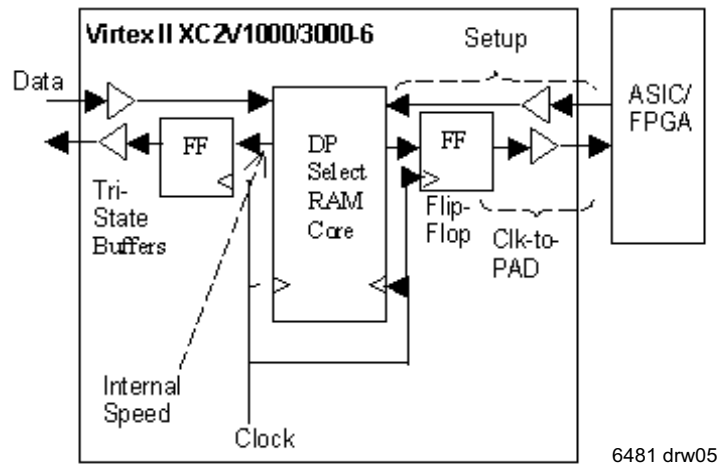 Virtex II XC2V1000/3000-6
Setup
Data
ASIC/
FPGA
FF
DP
Select
RAM
Core
FF
Tri-
State
Buffers
Flip-
Flop
Clk-to-
PAD
Internal
Speed
Clock
6481 drw05